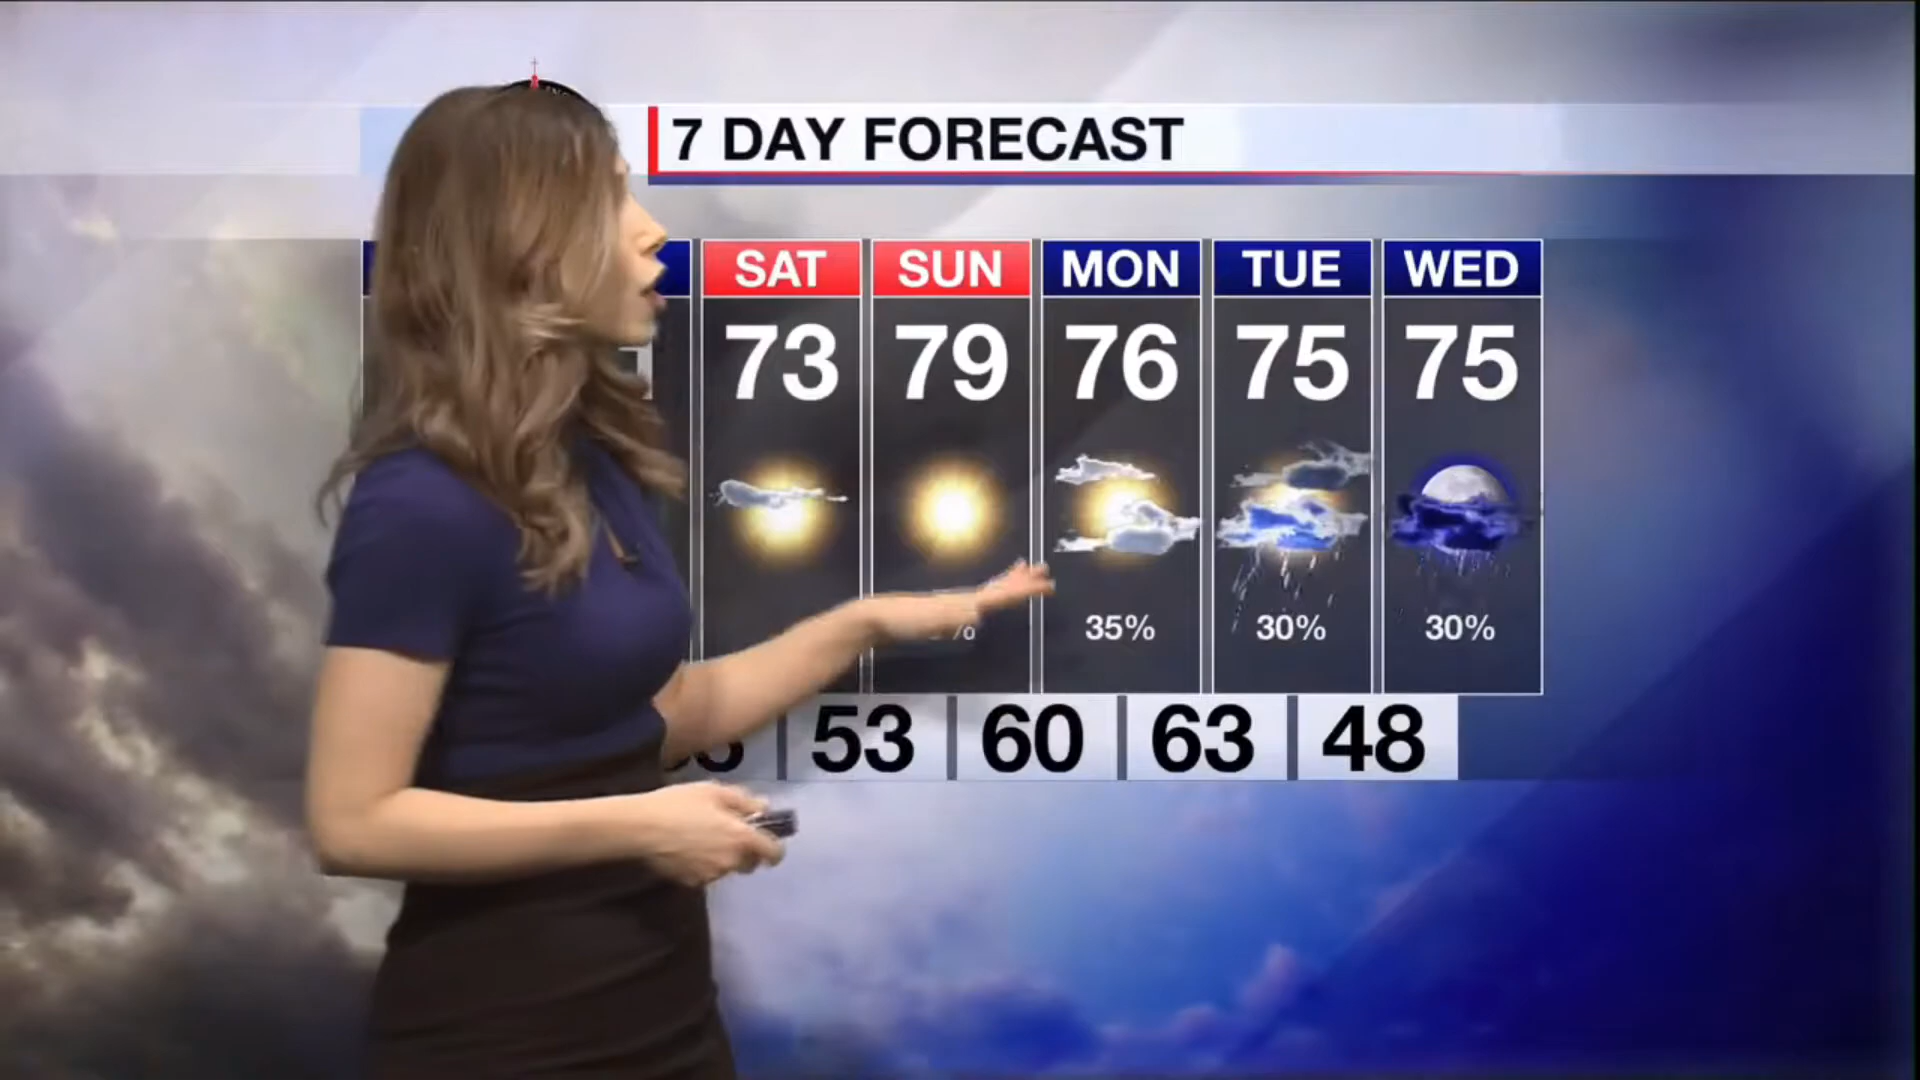 7 DAY FORECAST
SAT SUN MON TUE WED
73 79 76 75 75
35% 30% 30%
53 60 63 48